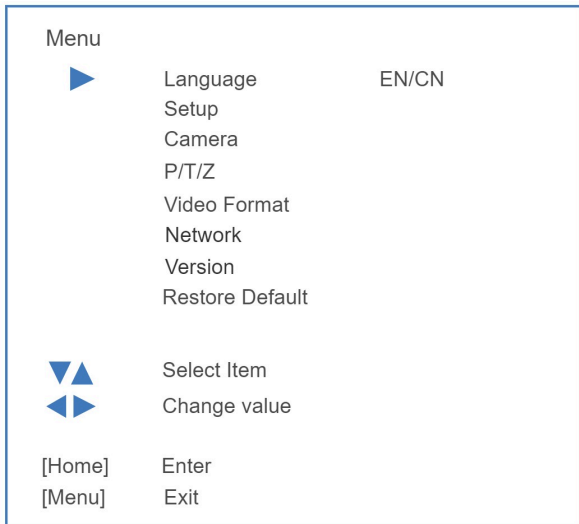 Menu
Language EN/CN
Setup
Camera
P/T/Z
Video Format
Network
Version
Restore Default
Select Item
Change value
[Home] Enter
[Menu] Exit